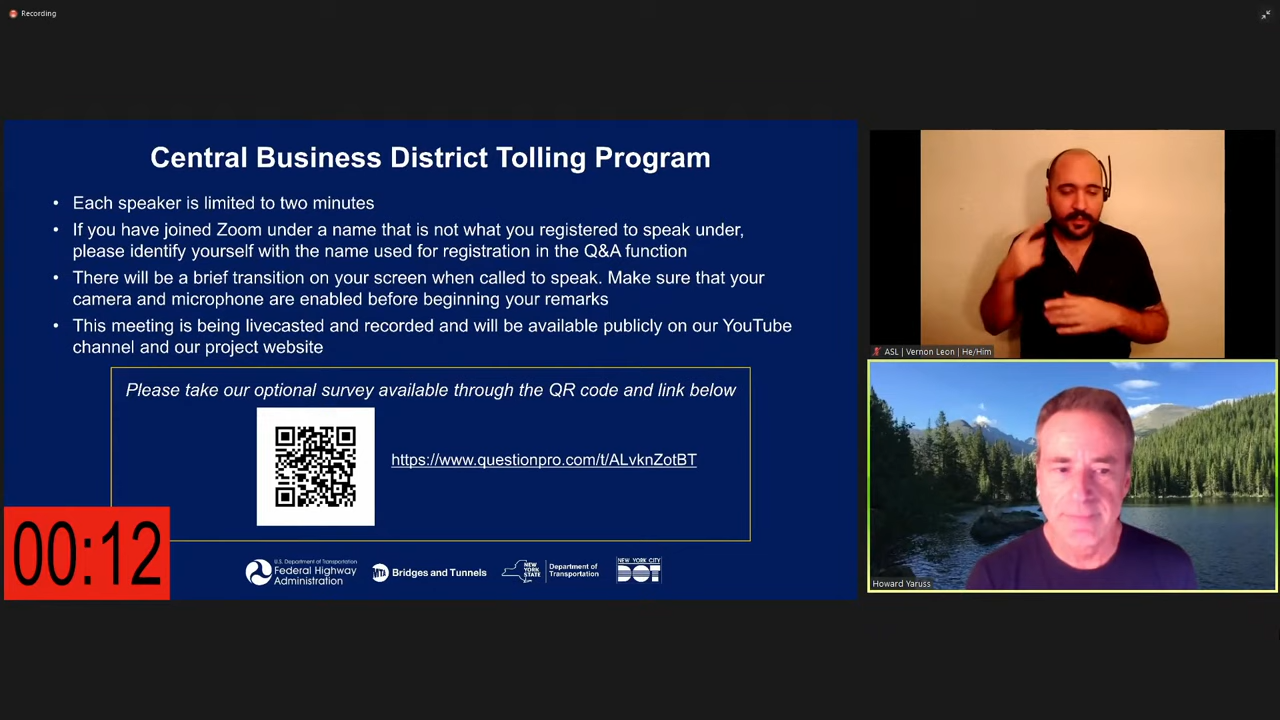 Recording
Central Business District Tolling Program
• Each speaker is limited to two minutes
• If you have joined Zoom under a name that is not what you registered to speak under,
please identify yourself with the name used for registration in the Q&A function
• There will be a brief transition on your screen when called to speak. Make sure that your
camera and microphone are enabled before beginning your remarks
• This meeting is being livecasted and recorded and will be available publicly on our YouTube
channel and our project website
Please take our optional survey available through the QR code and link below
https://www.questionpro.com/t/ALvknZotBT
00:12
U.S. Department of Transportation
Federal Highway
Administration
MTA Bridges and Tunnels
NEW YORK STATE
Department of
Transportation
NEW YORK CITY
DOT
ASL | Vernon Leon | He/Him
Howard Yaruss